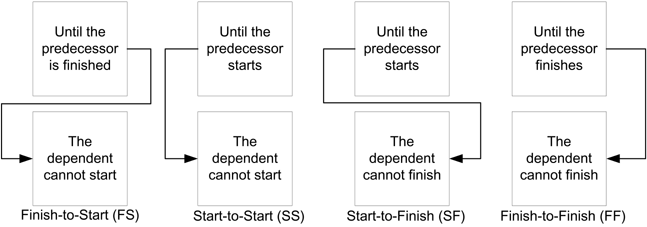 Until the
predecessor
is finished
Until the
predecessor
starts
Until the
predecessor
starts
Until the
predecessor
finishes
The
dependent
cannot start
The
dependent
cannot start
The
dependent
cannot finish
The
dependent
cannot finish
Finish-to-Start (FS)
Start-to-Start (SS)
Start-to-Finish (SF)
Finish-to-Finish (FF)